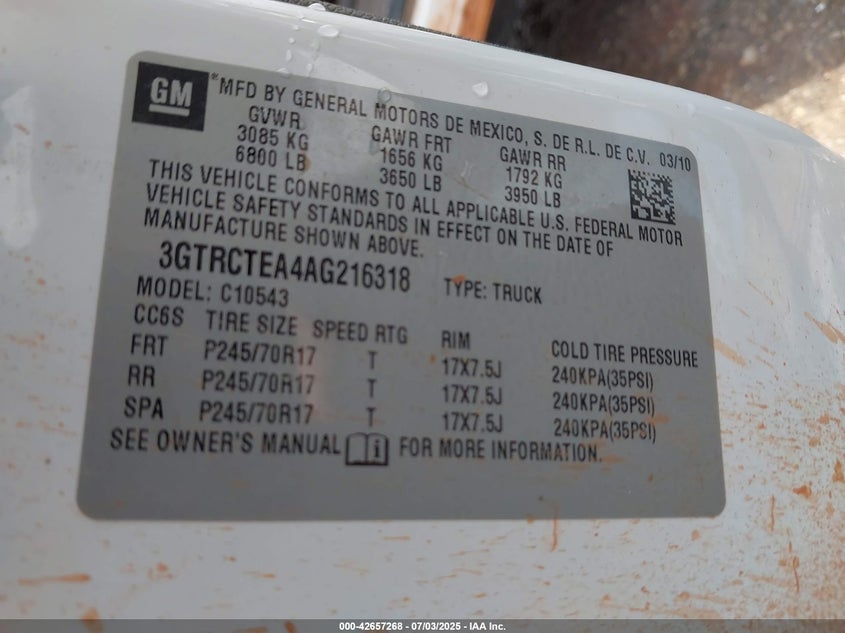 GM
®MFD BY GENERAL MOTORS DE MEXICO, S. DE R.L. DE C.V. 03/10
GVWR GAWR FRT GAWR RR
3085 KG 1656 KG 1792 KG
6800 LB 3650 LB 3950 LB
THIS VEHICLE CONFORMS TO ALL APPLICABLE U.S. FEDERAL MOTOR
VEHICLE SAFETY STANDARDS IN EFFECT ON THE DATE OF
MANUFACTURE SHOWN ABOVE.
3GTRCTEA4AG216318 TYPE: TRUCK
MODEL: C10543
CC6S TIRE SIZE SPEED RTG RIM COLD TIRE PRESSURE
FRT P245/70R17 T 17X7.5J 240KPA(35PSI)
RR P245/70R17 T 17X7.5J 240KPA(35PSI)
SPA P245/70R17 T 17X7.5J 240KPA(35PSI)
SEE OWNER'S MANUAL i FOR MORE INFORMATION.
000-42657268 - 07/03/2025 - IAA Inc.